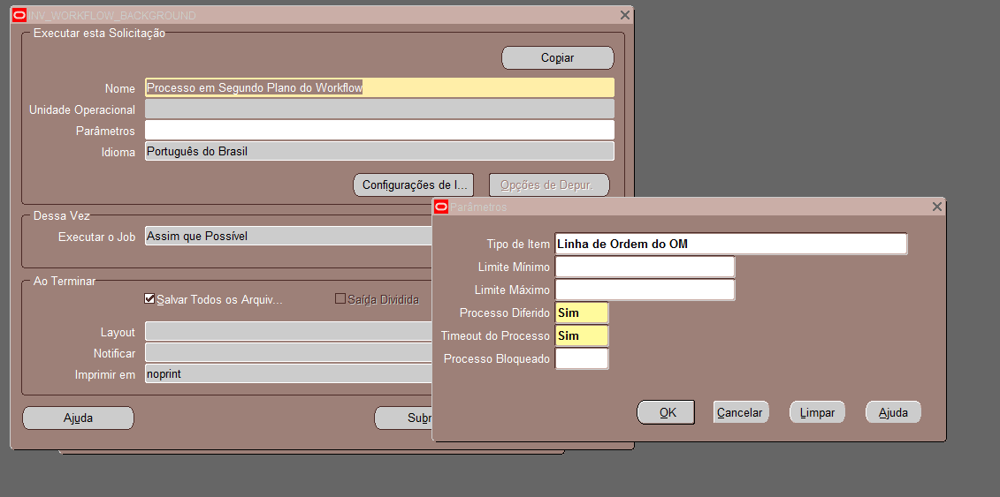 INV_WORKFLOW_BACKGROUND
Executar esta Solicitação
Copiar
Nome
Processo em Segundo Plano do Workflow
Unidade Operacional
Parâmetros
Idioma
Português do Brasil
Configurações de I...
Opções de Depur.
Dessa Vez
Executar o Job
Assim que Possível
Ao Terminar
Salvar Todos os Arquiv...
Saída Dividida
Layout
Notificar
Imprimir em
noprint
Ajuda
Parâmetros
Tipo de Item
Linha de Ordem do OM
Limite Mínimo
Limite Máximo
Processo Diferido
Sim
Timeout do Processo
Sim
Processo Bloqueado
OK
Cancelar
Limpar
Ajuda